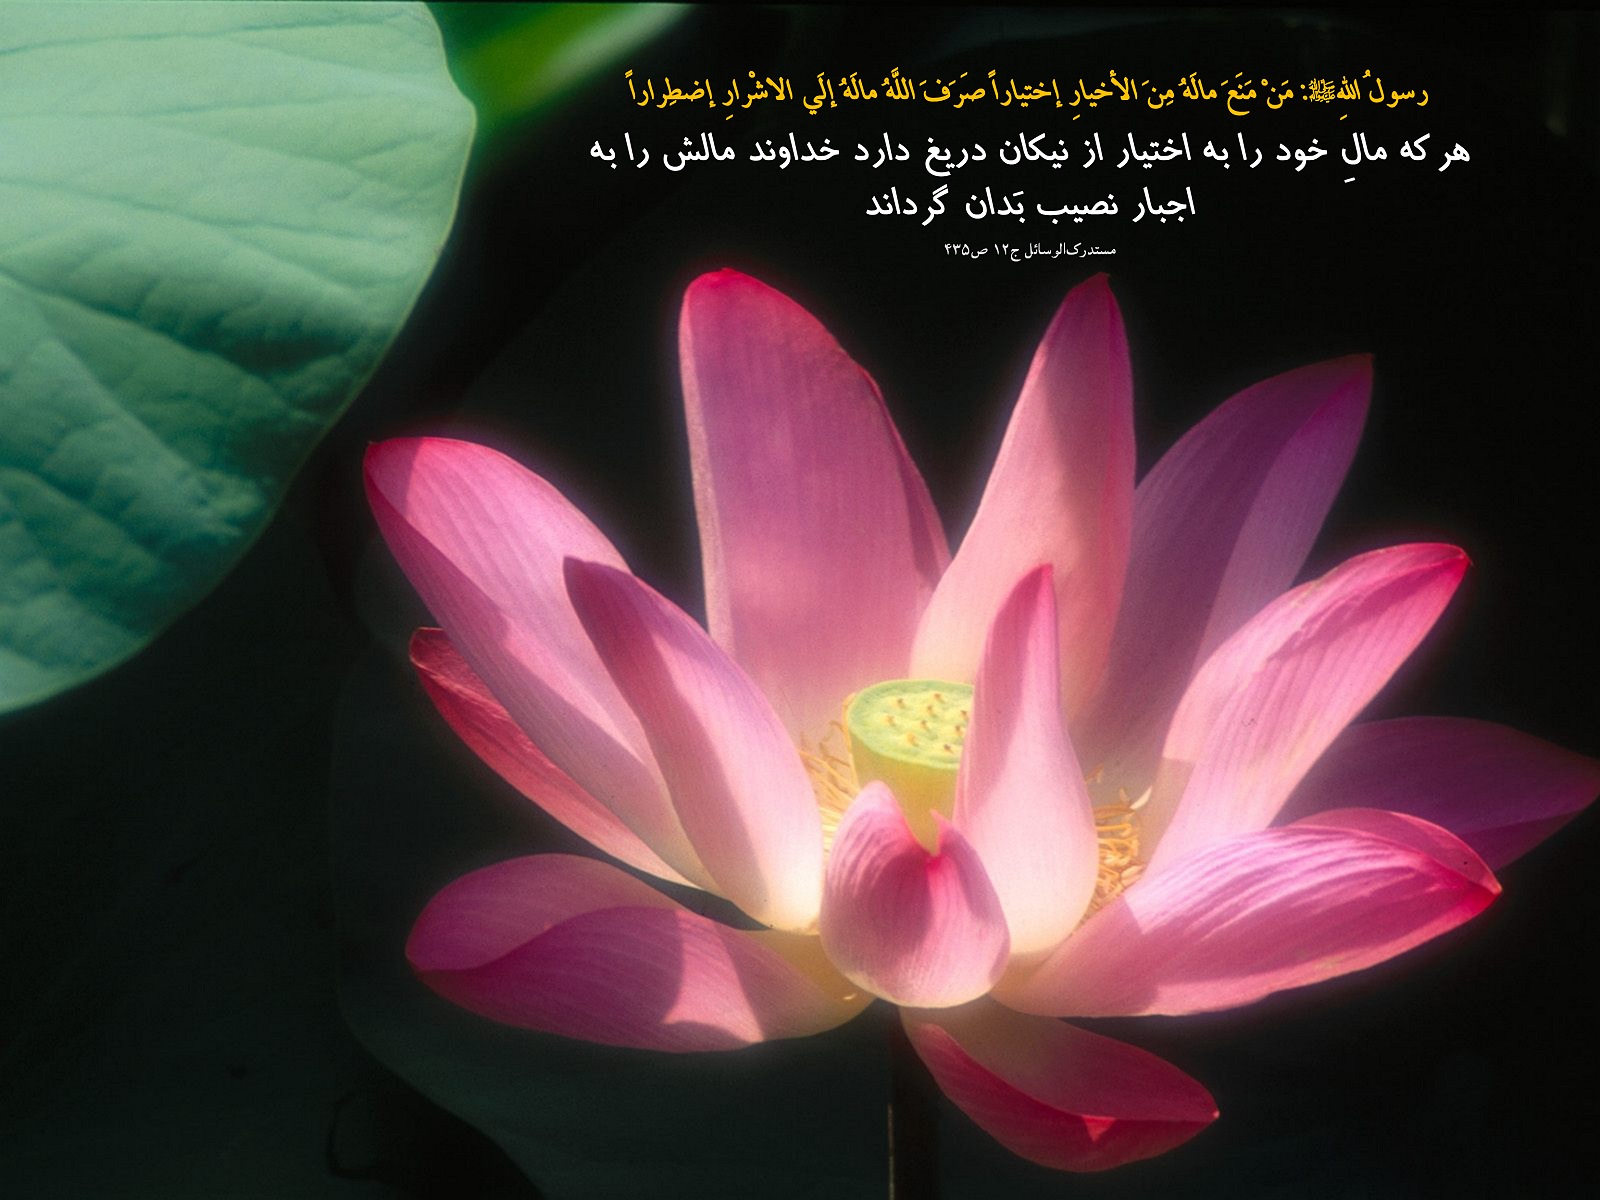 رسولُ اللهِ ﷺ: مَنْ مَنَعَ مالَهُ مِنَ الأخيارِ إختياراً صَرَفَ اللَّهُ مالَهُ إلَي الاشْرارِ إضطِراراً
هر که مالِ خود را به اختیار از نیکان دریغ دارد خداوند مالش را به
اجبار نصیب بَدان گرداند
مستدرک‌الوسائل ج۱۲ ص۴۳۵